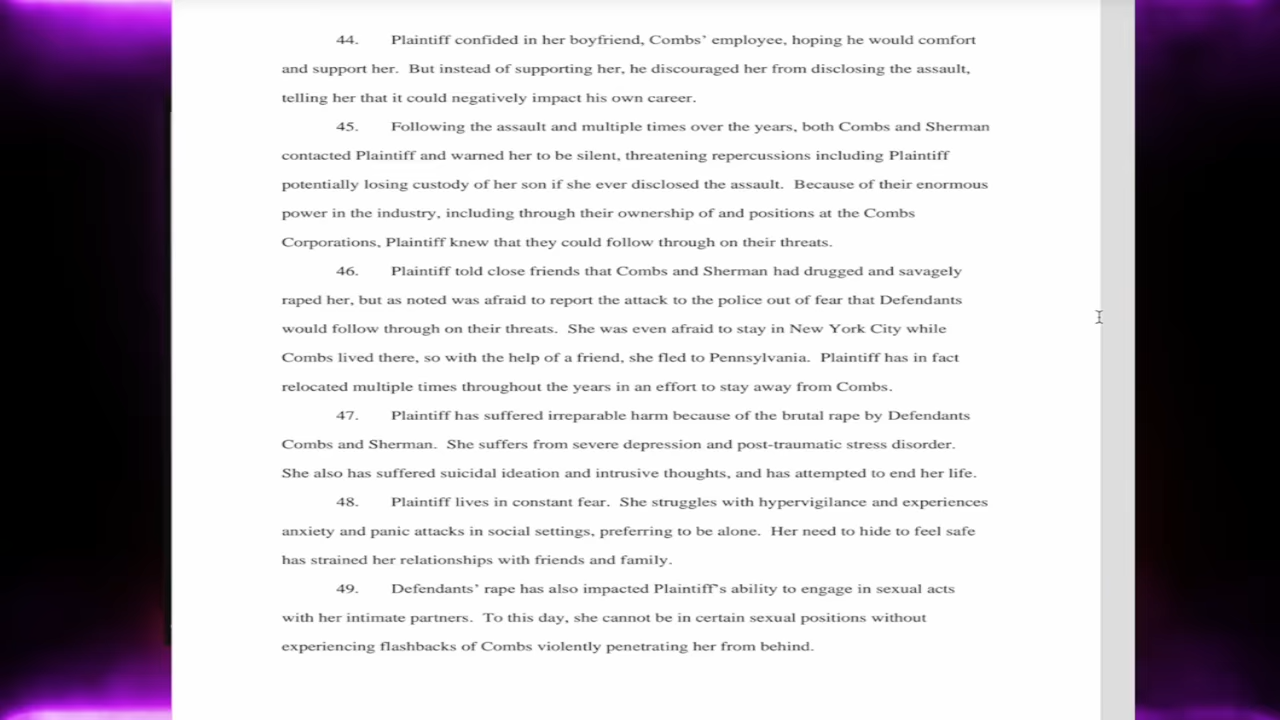 44. Plaintiff confided in her boyfriend, Combs’ employee, hoping he would comfort
and support her. But instead of supporting her, he discouraged her from disclosing the assault,
telling her that it could negatively impact his own career.
45. Following the assault and multiple times over the years, both Combs and Sherman
contacted Plaintiff and warned her to be silent, threatening repercussions including Plaintiff
potentially losing custody of her son if she ever disclosed the assault. Because of their enormous
power in the industry, including through their ownership of and positions at the Combs
Corporations, Plaintiff knew that they could follow through on their threats.
46. Plaintiff told close friends that Combs and Sherman had drugged and savagely
raped her, but as noted was afraid to report the attack to the police out of fear that Defendants
would follow through on their threats. She was even afraid to stay in New York City while
Combs lived there, so with the help of a friend, she fled to Pennsylvania. Plaintiff has in fact
relocated multiple times throughout the years in an effort to stay away from Combs.
47. Plaintiff has suffered irreparable harm because of the brutal rape by Defendants
Combs and Sherman. She suffers from severe depression and post-traumatic stress disorder.
She also has suffered suicidal ideation and intrusive thoughts, and has attempted to end her life.
48. Plaintiff lives in constant fear. She struggles with hypervigilance and experiences
anxiety and panic attacks in social settings, preferring to be alone. Her need to hide to feel safe
has strained her relationships with friends and family.
49. Defendants’ rape has also impacted Plaintiff’s ability to engage in sexual acts
with her intimate partners. To this day, she cannot be in certain sexual positions without
experiencing flashbacks of Combs violently penetrating her from behind.